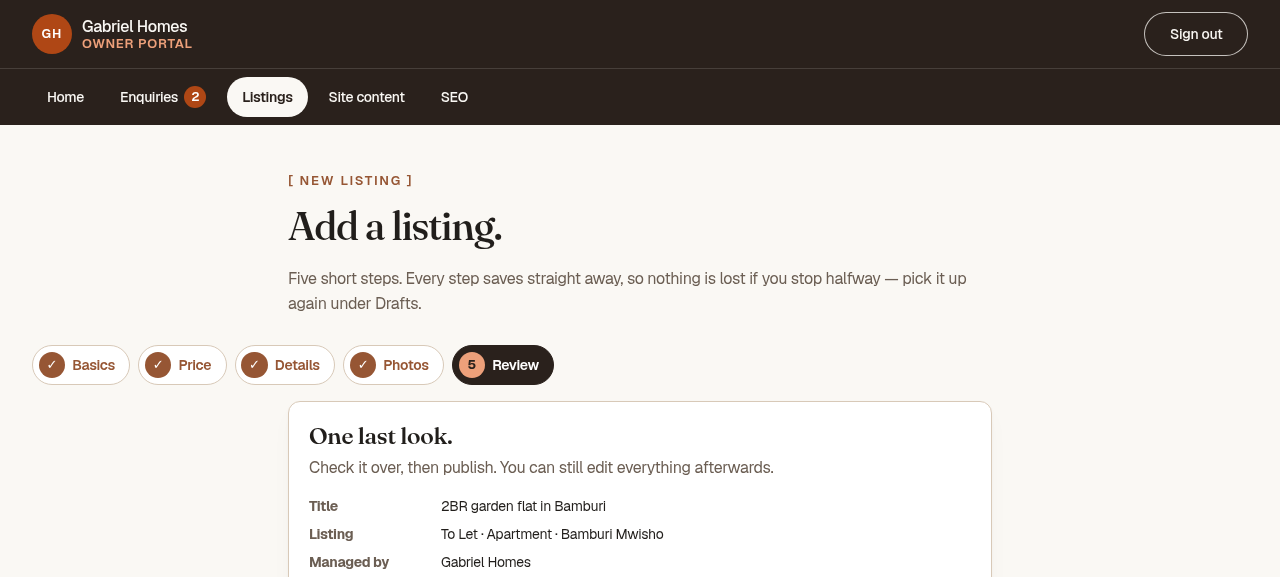 GH
Gabriel Homes
OWNER PORTAL
Sign out
Home
Enquiries 2
Listings
Site content
SEO
[ NEW LISTING ]
Add a listing.
Five short steps. Every step saves straight away, so nothing is lost if you stop halfway — pick it up
again under Drafts.
✓ Basics
✓ Price
✓ Details
✓ Photos
5 Review
One last look.
Check it over, then publish. You can still edit everything afterwards.
Title 2BR garden flat in Bamburi
Listing To Let · Apartment · Bamburi Mwisho
Managed by Gabriel Homes